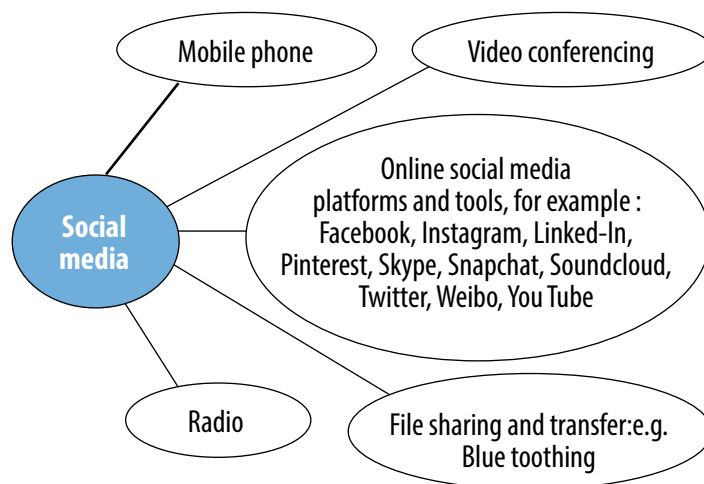 Mobile phone
Video conferencing
Online social media
platforms and tools, for example :
Facebook, Instagram, Linked-In,
Pinterest, Skype, Snapchat, Soundcloud,
Twitter, Weibo, You Tube
Social
media
Radio
File sharing and transfer:e.g.
Blue toothing